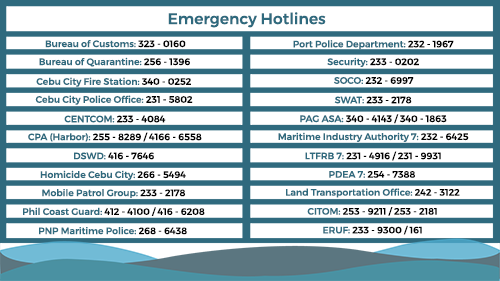 Emergency Hotlines
Bureau of Customs: 323 - 0160
Bureau of Quarantine: 256 - 1396
Cebu City Fire Station: 340 - 0252
Cebu City Police Office: 231 - 5802
CENTCOM: 233 - 4084
CPA (Harbor): 255 - 8289 / 4166 - 6558
DSWD: 416 - 7646
Homicide Cebu City: 266 - 5494
Mobile Patrol Group: 233 - 2178
Phil Coast Guard: 412 - 4100 / 416 - 6208
PNP Maritime Police: 268 - 6438
Port Police Department: 232 - 1967
Security: 233 - 0202
SOCO: 232 - 6997
SWAT: 233 - 2178
PAG ASA: 340 - 4143 / 340 - 1863
Maritime Industry Authority 7: 232 - 6425
LTFRB 7: 231 - 4916 / 231 - 9931
PDEA 7: 254 - 7388
Land Transportation Office: 242 - 3122
CITOM: 253 - 9211 / 253 - 2181
ERUF: 233 - 9300 / 161